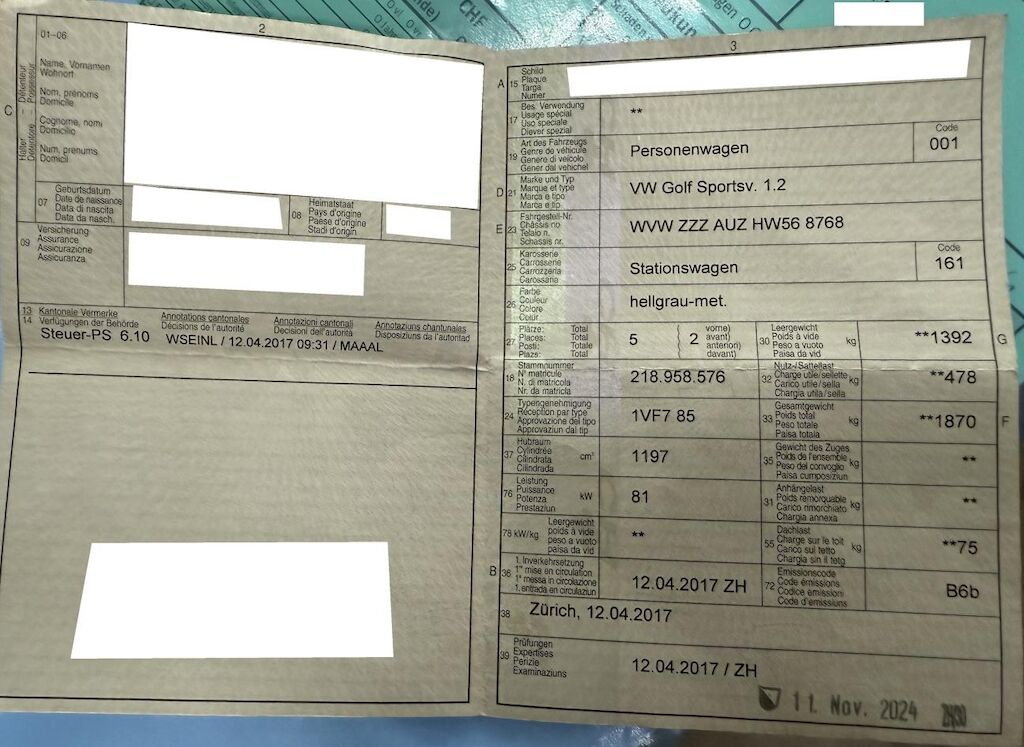 CHF
2
01-06
C
Halter – Détenteur
Detentore – Possessur
Name, Vornamen
Wohnort
Nom, prénoms
Domicile
Cognome, nomi
Domicilio
Num, prenums
Domicil
07
Geburtsdatum
Date de naissance
Data di nascita
Data da nasch.
08
Heimatstaat
Pays d'origine
Paese d'origine
Stadi d'origin
09
Versicherung
Assurance
Assicurazione
Assicuranza
13
14
Kantonale Vermerke
Verfügungen der Behörde
Annotations cantonales
Décisions de l'autorité
Annotazioni cantonali
Decisioni dell'autorità
Annotaziuns chantunalas
Disposiziuns da l'autoritad
Steuer-PS 6.10 WSEINL / 12.04.2017 09:31 / MAAAL
3
A 15
Schild
Plaque
Targa
Numer
17
Bes. Verwendung
Usage spécial
Uso speciale
Diever spezial
**
19
Art des Fahrzeugs
Genre de véhicule
Genere di veicolo
Gener dal vehichel
Personenwagen
Code
001
D 21
Marke und Typ
Marque et type
Marca e tipo
Marca e tip
VW Golf Sportsv. 1.2
E 23
Fahrgestell-Nr.
Châssis no
Telaio n.
Schassis nr.
WVW ZZZ AUZ HW56 8768
25
Karosserie
Carrosserie
Carrozzeria
Carossaria
Stationswagen
Code
161
26
Farbe
Couleur
Colore
Colur
hellgrau-met.
27
Plätze: Total
Places: Total
Posti: Totale
Plazs: Total
5
( 2
vorne)
avant)
anteriori)
davant)
30
Leergewicht
Poids à vide
Peso a vuoto
Paisa da vid
kg
**1392
G
18
Stammnummer
N° matricule
N. di matricola
Nr. da matricla
218.958.576
32
Nutz-/Sattellast
Charge utile/sellette
Carico utile/sella
Chargia utila/sella
kg
**478
24
Typengenehmigung
Réception par type
Approvazione del tipo
Approvaziun dal tip
1VF7 85
33
Gesamtgewicht
Poids total
Peso totale
Paisa totala
kg
**1870
F
37
Hubraum
Cylindrée
Cilindrata
Cilindrada
cm³
1197
35
Gewicht des Zuges
Poids de l'ensemble
Peso del convoglio
Paisa cumposiziun
kg
**
76
Leistung
Puissance
Potenza
Prestaziun
kW
81
31
Anhängelast
Poids remorquable
Carico rimorchiato
Chargia annexa
kg
**
78 kW/kg
Leergewicht
poids à vide
peso a vuoto
paisa da vid
**
55
Dachlast
Charge sur le toit
Carico sul tetto
Chargia sin il tetg
kg
**75
B 36
1. Inverkehrsetzung
1re mise en circulation
1a messa in circolazione
1. entrada en circulaziun
12.04.2017 ZH
72
Emissionscode
Code émissions
Codice emissioni
Code d'emissiuns
B6b
38
Zürich, 12.04.2017
39
Prüfungen
Expertises
Perizie
Examinaziuns
12.04.2017 / ZH
11. Nov. 2024